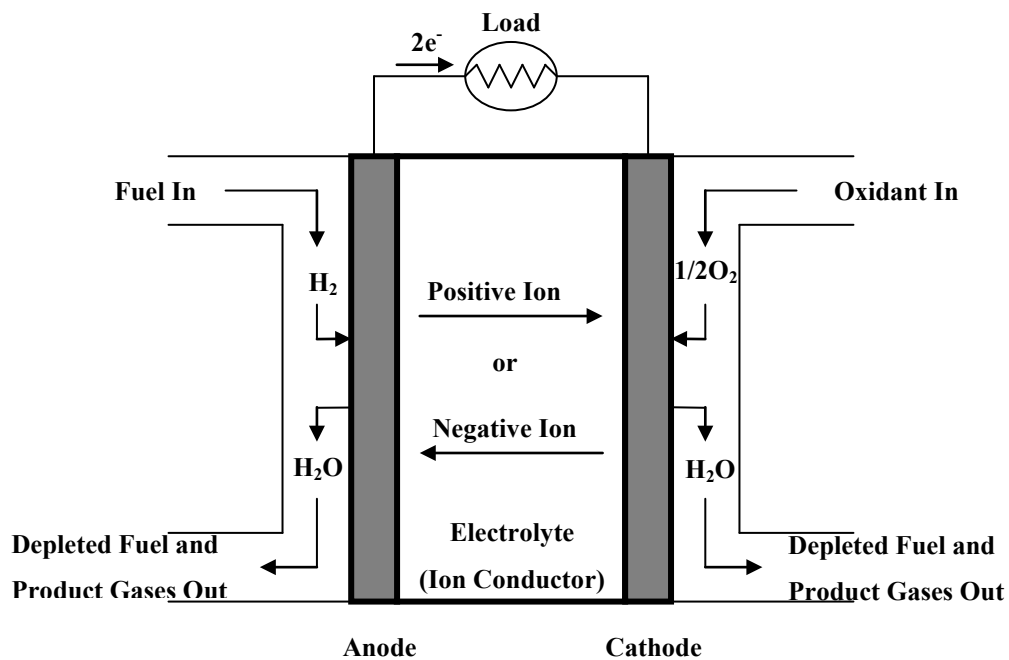 Load
2e⁻
Fuel In
Oxidant In
H₂
1/2O₂
Positive Ion
or
Negative Ion
H₂O
H₂O
Electrolyte
(Ion Conductor)
Depleted Fuel and
Product Gases Out
Depleted Fuel and
Product Gases Out
Anode
Cathode